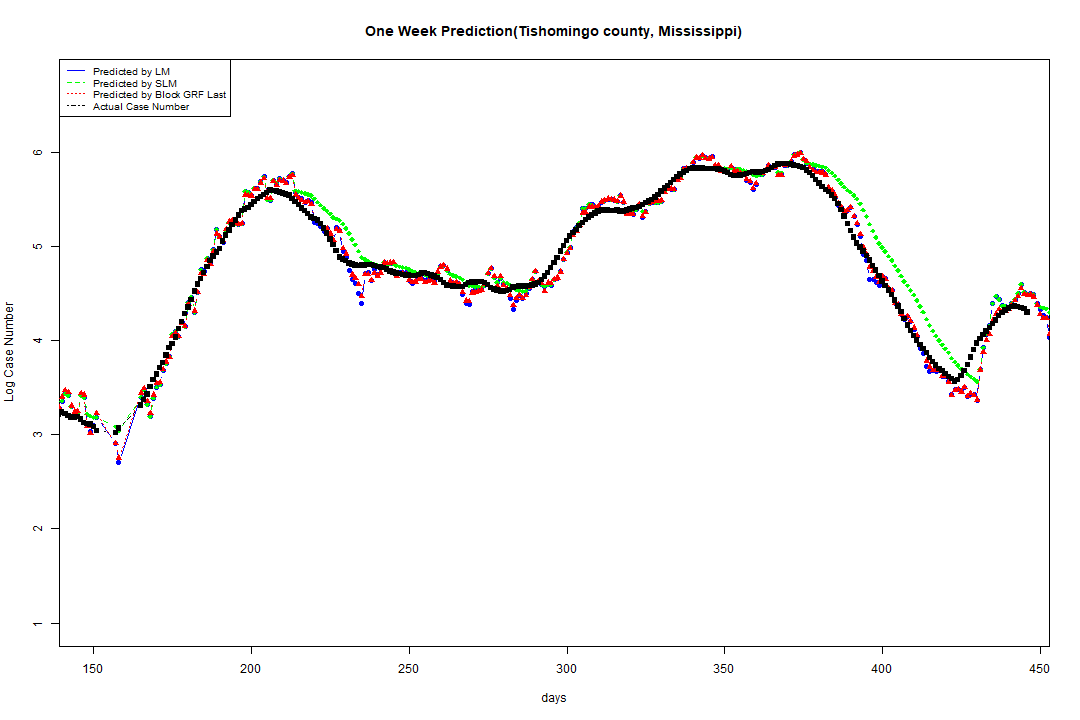 One Week Prediction(Tishomingo county, Mississippi)
Predicted by LM
Predicted by SLM
Predicted by Block GRF Last
Actual Case Number
6
5
4
3
2
1
Log Case Number
150 200 250 300 350 400 450
days